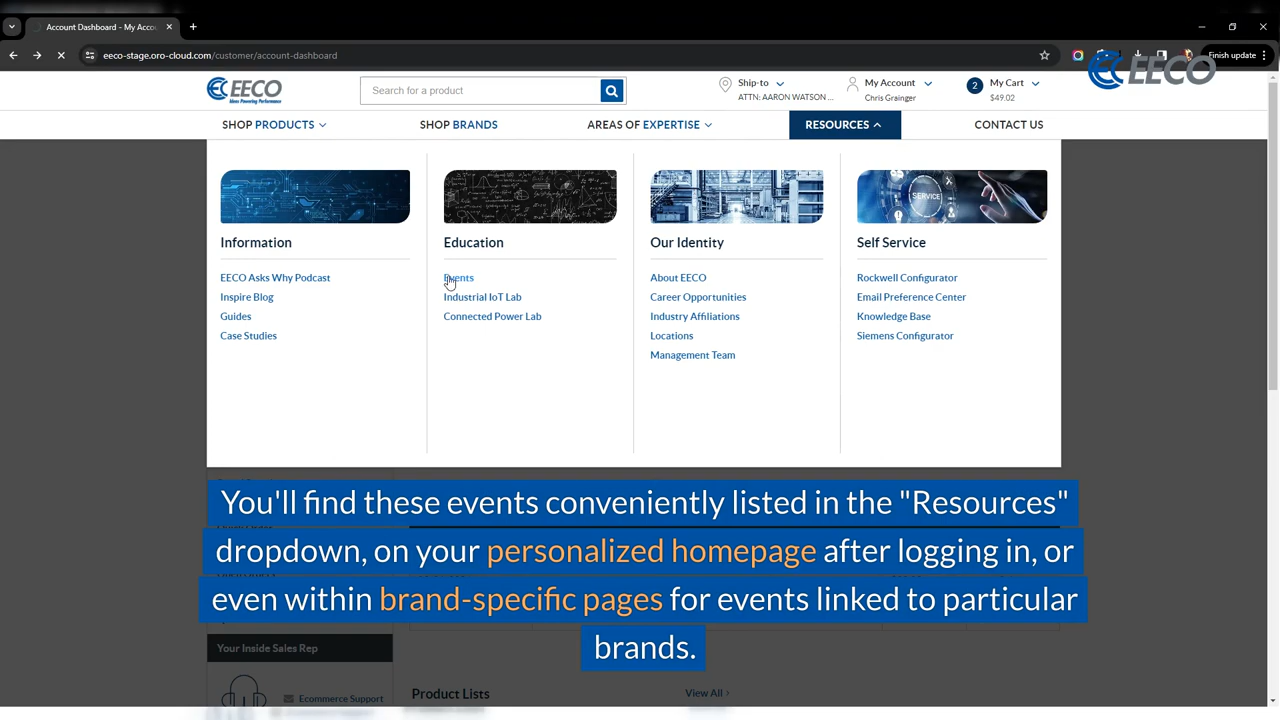 Account Dashboard - My Acco
Finish update
eeco-stage.oro-cloud.com/customer/account-dashboard
EECO
EECO
Ideas Powering Performance
Search for a product
Ship-to
ATTN: AARON WATSON ...
My Account
Chris Grainger
2
My Cart
$49.02
SHOP PRODUCTS
SHOP BRANDS
AREAS OF EXPERTISE
RESOURCES
CONTACT US
SERVICE
Information
EECO Asks Why Podcast
Inspire Blog
Guides
Case Studies
Education
Events
Industrial IoT Lab
Connected Power Lab
Our Identity
About EECO
Career Opportunities
Industry Affiliations
Locations
Management Team
Self Service
Rockwell Configurator
Email Preference Center
Knowledge Base
Siemens Configurator
You'll find these events conveniently listed in the "Resources"
dropdown, on your personalized homepage after logging in, or
even within brand-specific pages for events linked to particular
brands.
Your Inside Sales Rep
Ecommerce Support
Product Lists
View All